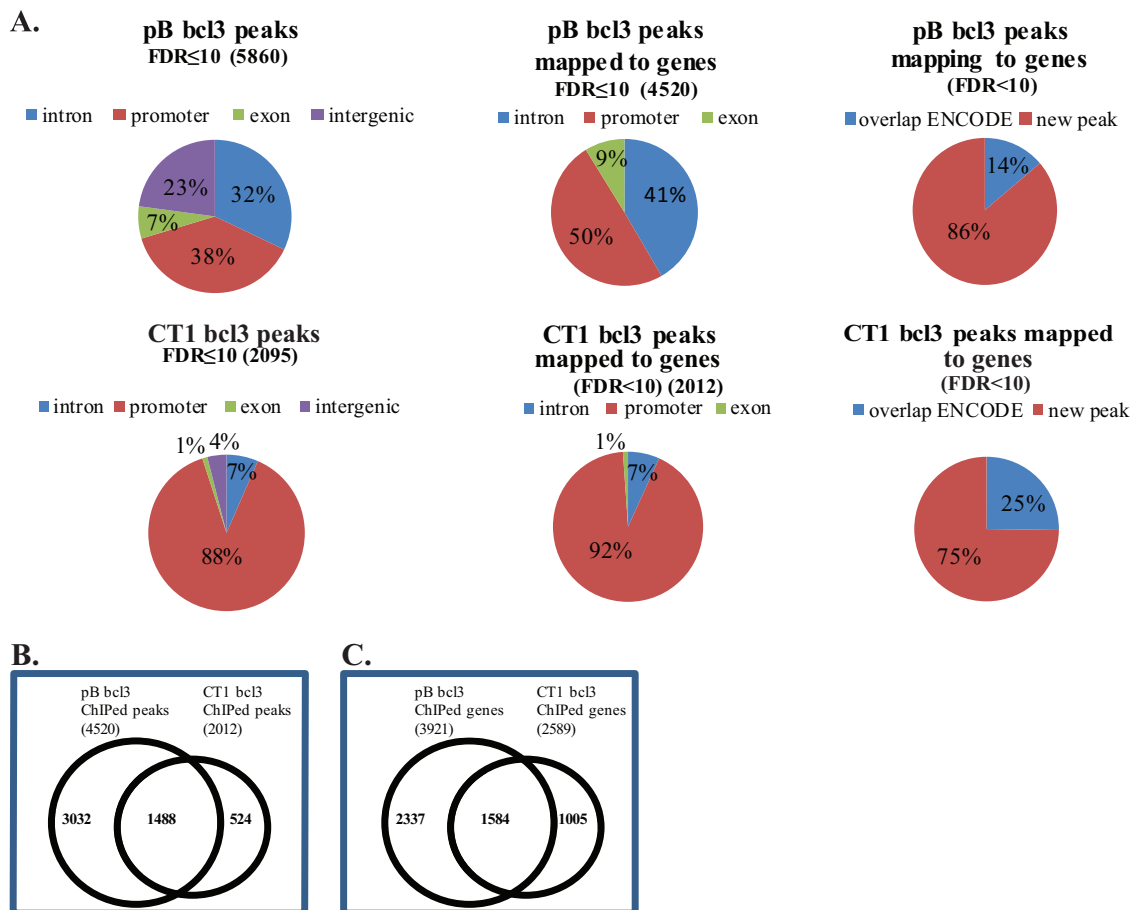 A.
pB bcl3 peaks
FDR≤10 (5860)
intron promoter exon intergenic
32%
38%
7%
23%
pB bcl3 peaks
mapped to genes
FDR≤10 (4520)
intron promoter exon
41%
50%
9%
pB bcl3 peaks
mapping to genes
(FDR<10)
overlap ENCODE new peak
14%
86%
CT1 bcl3 peaks
FDR≤10 (2095)
intron promoter exon intergenic
1% 4%
7%
88%
CT1 bcl3 peaks
mapped to genes
(FDR<10) (2012)
intron promoter exon
1%
7%
92%
CT1 bcl3 peaks mapped
to genes
(FDR<10)
overlap ENCODE new peak
25%
75%
B.
pB bcl3
ChIPed peaks
(4520)
CT1 bcl3
ChIPed peaks
(2012)
3032 1488 524
C.
pB bcl3
ChIPed genes
(3921)
CT1 bcl3
ChIPed genes
(2589)
2337 1584 1005